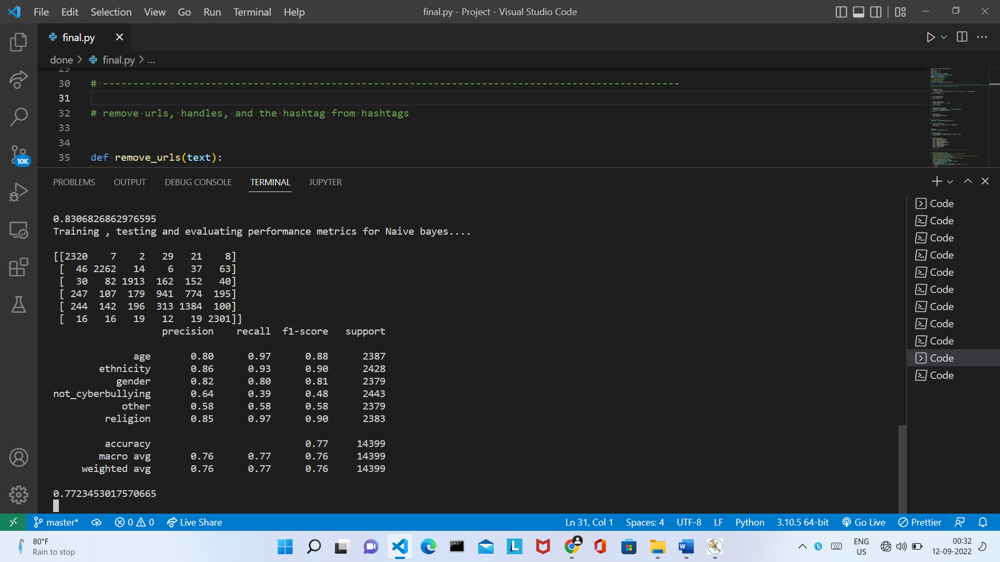 File Edit Selection View Go Run Terminal Help
final.py - Project - Visual Studio Code
final.py
done > final.py > ...
29
30 # -----------------------------------------------------------------------------------------------
31
32 # remove urls, handles, and the hashtag from hashtags
33
34
35 def remove_urls(text):
10K
PROBLEMS OUTPUT DEBUG CONSOLE TERMINAL JUPYTER
0.8306826862976595
Training , testing and evaluating performance metrics for Naive bayes....
[[2320 7 2 29 21 8]
[ 46 2262 14 6 37 63]
[ 30 82 1913 162 152 40]
[ 247 107 179 941 774 195]
[ 244 142 196 313 1384 100]
[ 16 16 19 12 19 2301]]
precision recall f1-score support
age 0.80 0.97 0.88 2387
ethnicity 0.86 0.93 0.90 2428
gender 0.82 0.80 0.81 2379
not_cyberbullying 0.64 0.39 0.48 2443
other 0.58 0.58 0.58 2379
religion 0.85 0.97 0.90 2383
accuracy 0.77 14399
macro avg 0.76 0.77 0.76 14399
weighted avg 0.76 0.77 0.76 14399
0.7723453017570665
Code
Code
Code
Code
Code
Code
Code
Code
Code
Code
Code
master* 0 0 Live Share
Ln 31, Col 1 Spaces: 4 UTF-8 LF Python 3.10.5 64-bit Go Live Prettier
80°F
Rain to stop
ENG
US
00:32
12-09-2022